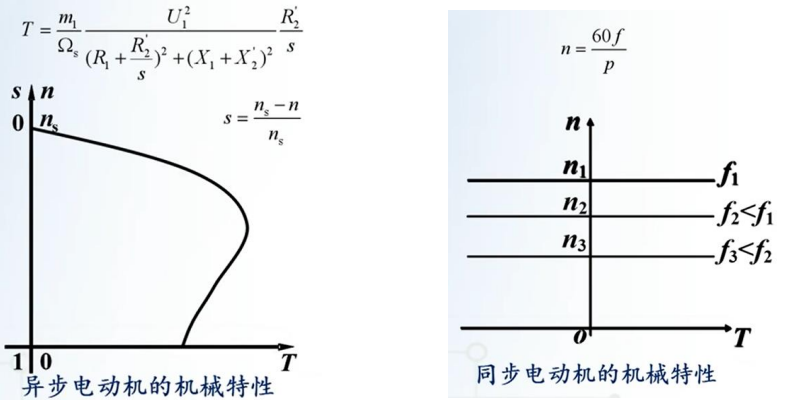 T = \frac{m_1}{\Omega_s} \frac{U_1^2}{(R_1 + \frac{R_2'}{s})^2 + (X_1 + X_2')^2} \frac{R_2'}{s}
s n
0 n_s
s = \frac{n_s - n}{n_s}
1 0 T
异步电动机的机械特性
n = \frac{60f}{p}
n
n_1 f_1
n_2 f_2<f_1
n_3 f_3<f_2
o T
同步电动机的机械特性